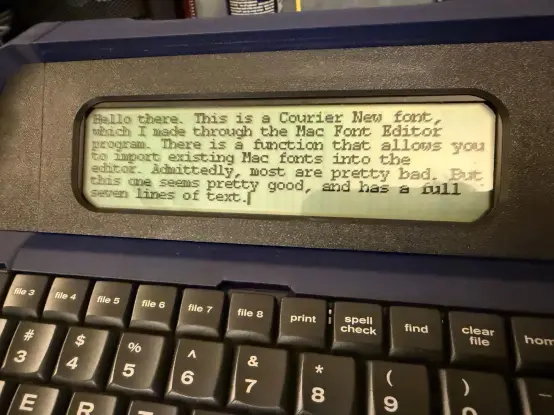 Hello there. This is a Courier New font,
which I made through the Mac Font Editor
program. There is a function that allows you
to import existing Mac fonts into the
editor. Admittedly, most are pretty bad. But
this one seems pretty good, and has a full
seven lines of text.
file 3 file 4 file 5 file 6 file 7 file 8 print spell check find clear file hom
# 3 $ 4 % 5 ^ 6 & 7 * 8 ( 9 ) 0
E R